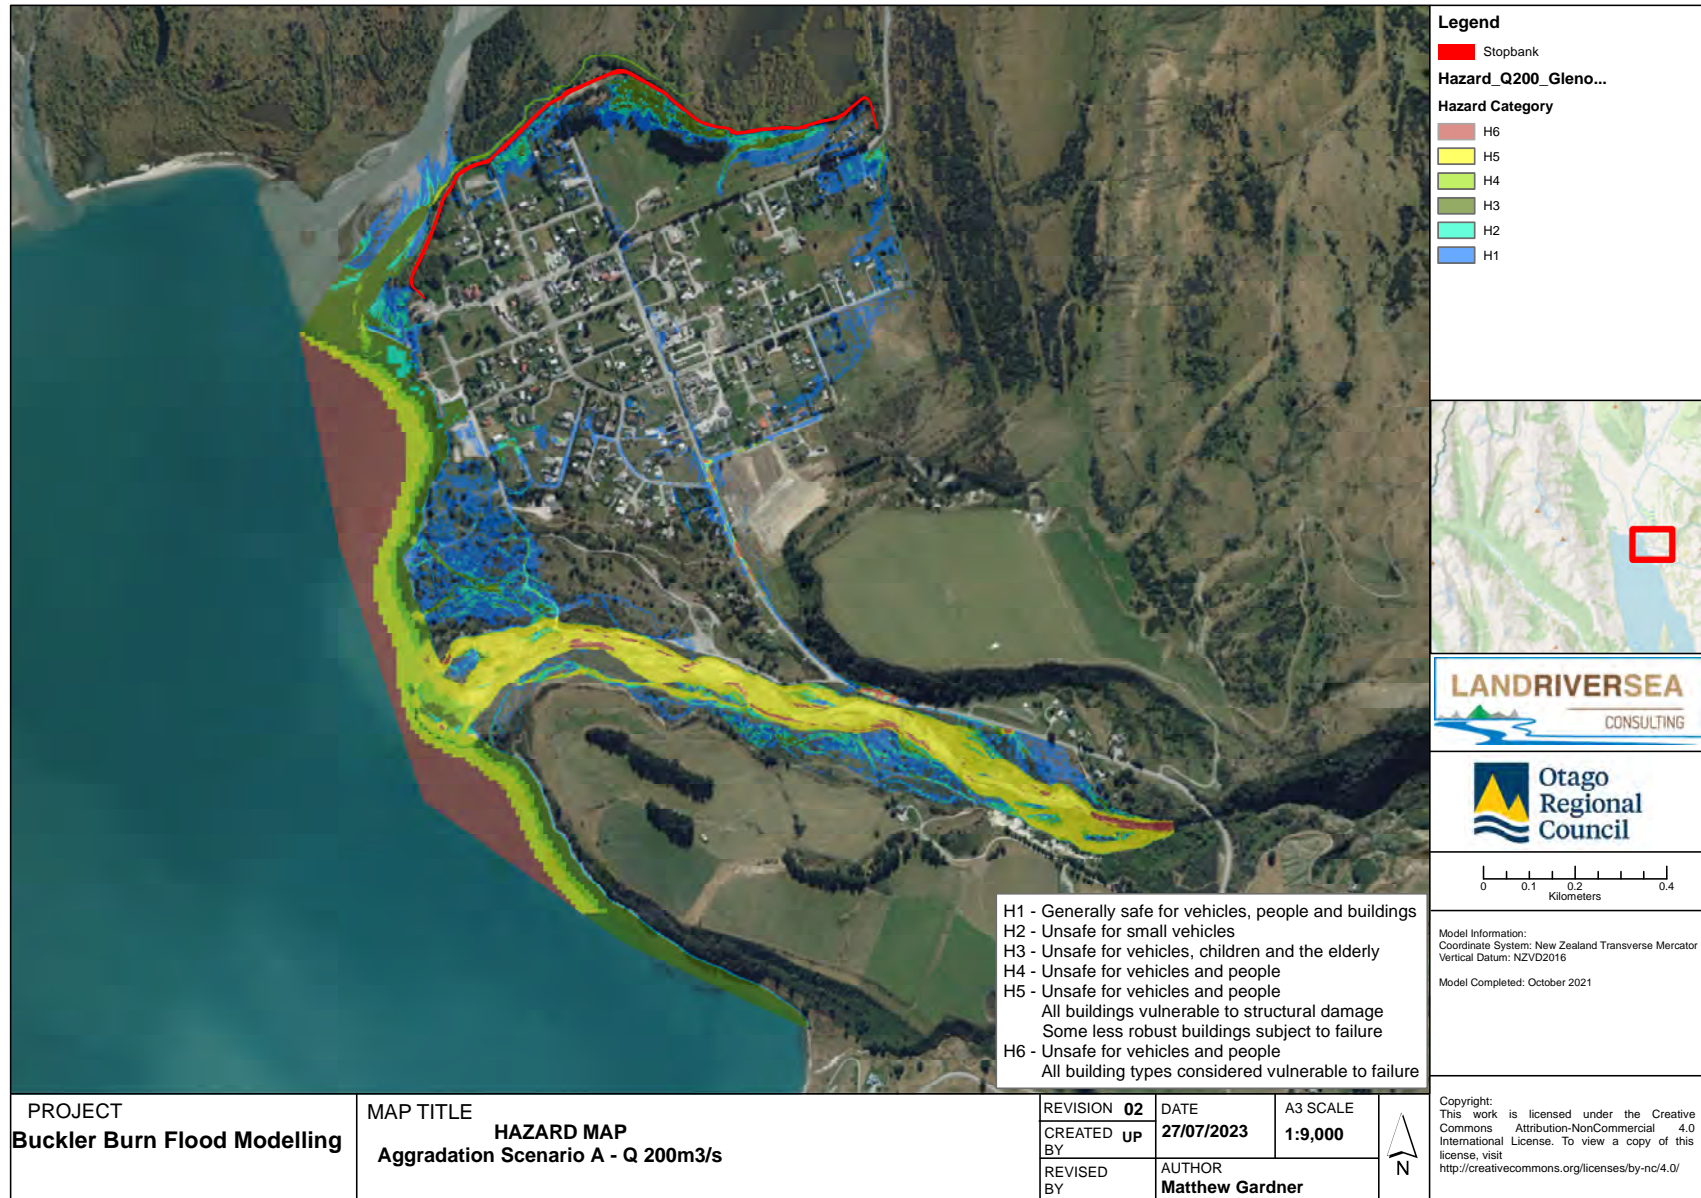 Legend
Stopbank
Hazard_Q200_Gleno...
Hazard Category
H6
H5
H4
H3
H2
H1
LANDRIVERSEA
CONSULTING
Otago
Regional
Council
0 0.1 0.2 0.4
Kilometers
Model Information:
Coordinate System: New Zealand Transverse Mercator
Vertical Datum: NZVD2016
Model Completed: October 2021
Copyright:
This work is licensed under the Creative
Commons Attribution-NonCommercial 4.0
International License. To view a copy of this
license, visit
http://creativecommons.org/licenses/by-nc/4.0/
H1 - Generally safe for vehicles, people and buildings
H2 - Unsafe for small vehicles
H3 - Unsafe for vehicles, children and the elderly
H4 - Unsafe for vehicles and people
H5 - Unsafe for vehicles and people
All buildings vulnerable to structural damage
Some less robust buildings subject to failure
H6 - Unsafe for vehicles and people
All building types considered vulnerable to failure
PROJECT
Buckler Burn Flood Modelling
MAP TITLE
HAZARD MAP
Aggradation Scenario A - Q 200m3/s
REVISION 02
CREATED BY UP
REVISED BY
DATE
27/07/2023
A3 SCALE
1:9,000
AUTHOR
Matthew Gardner
N